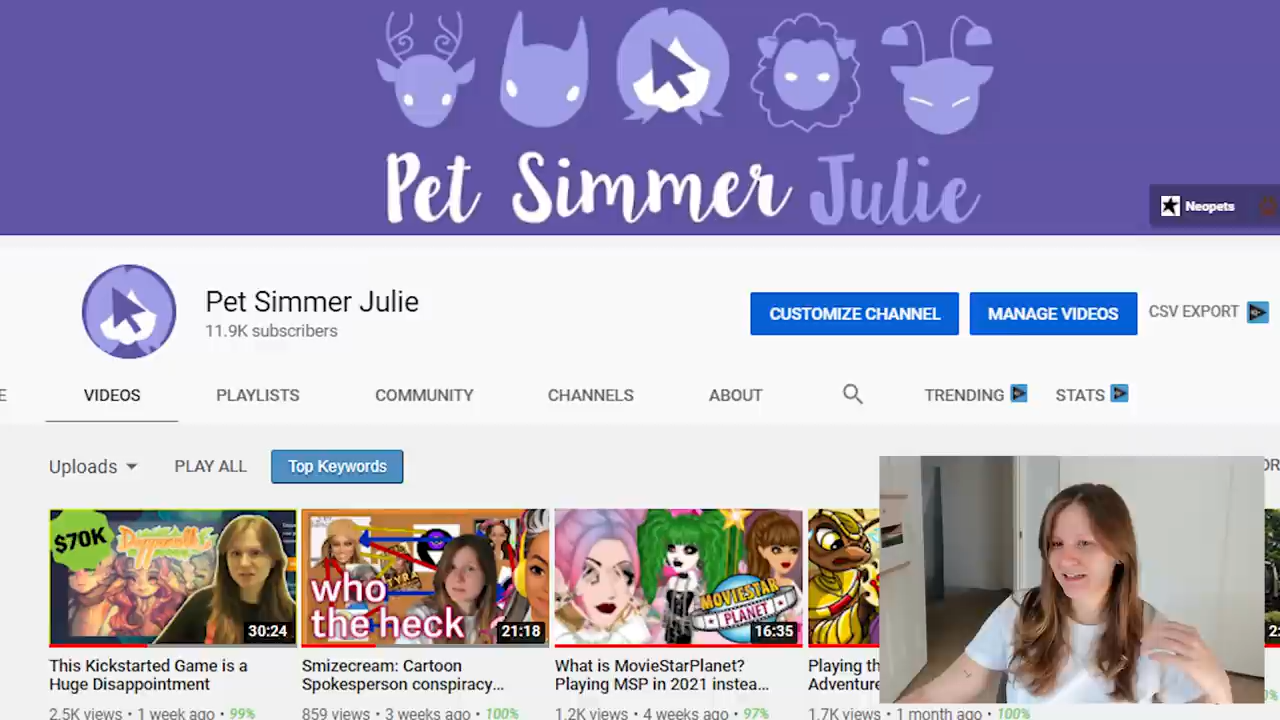 Pet Simmer Julie
Neopets
Pet Simmer Julie
11.9K subscribers
CUSTOMIZE CHANNEL
MANAGE VIDEOS
CSV EXPORT
E
VIDEOS
PLAYLISTS
COMMUNITY
CHANNELS
ABOUT
TRENDING
STATS
Uploads
PLAY ALL
Top Keywords
$70K
30:24
who
the heck
21:18
MOVIESTAR
PLANET
16:35
This Kickstarted Game is a
Huge Disappointment
2.5K views • 1 week ago • 99%
Smizecream: Cartoon
Spokesperson conspiracy...
859 views • 3 weeks ago • 100%
What is MovieStarPlanet?
Playing MSP in 2021 instea...
1.2K views • 4 weeks ago • 97%
Playing th
Adventure
1.7K views • 1 month ago • 100%